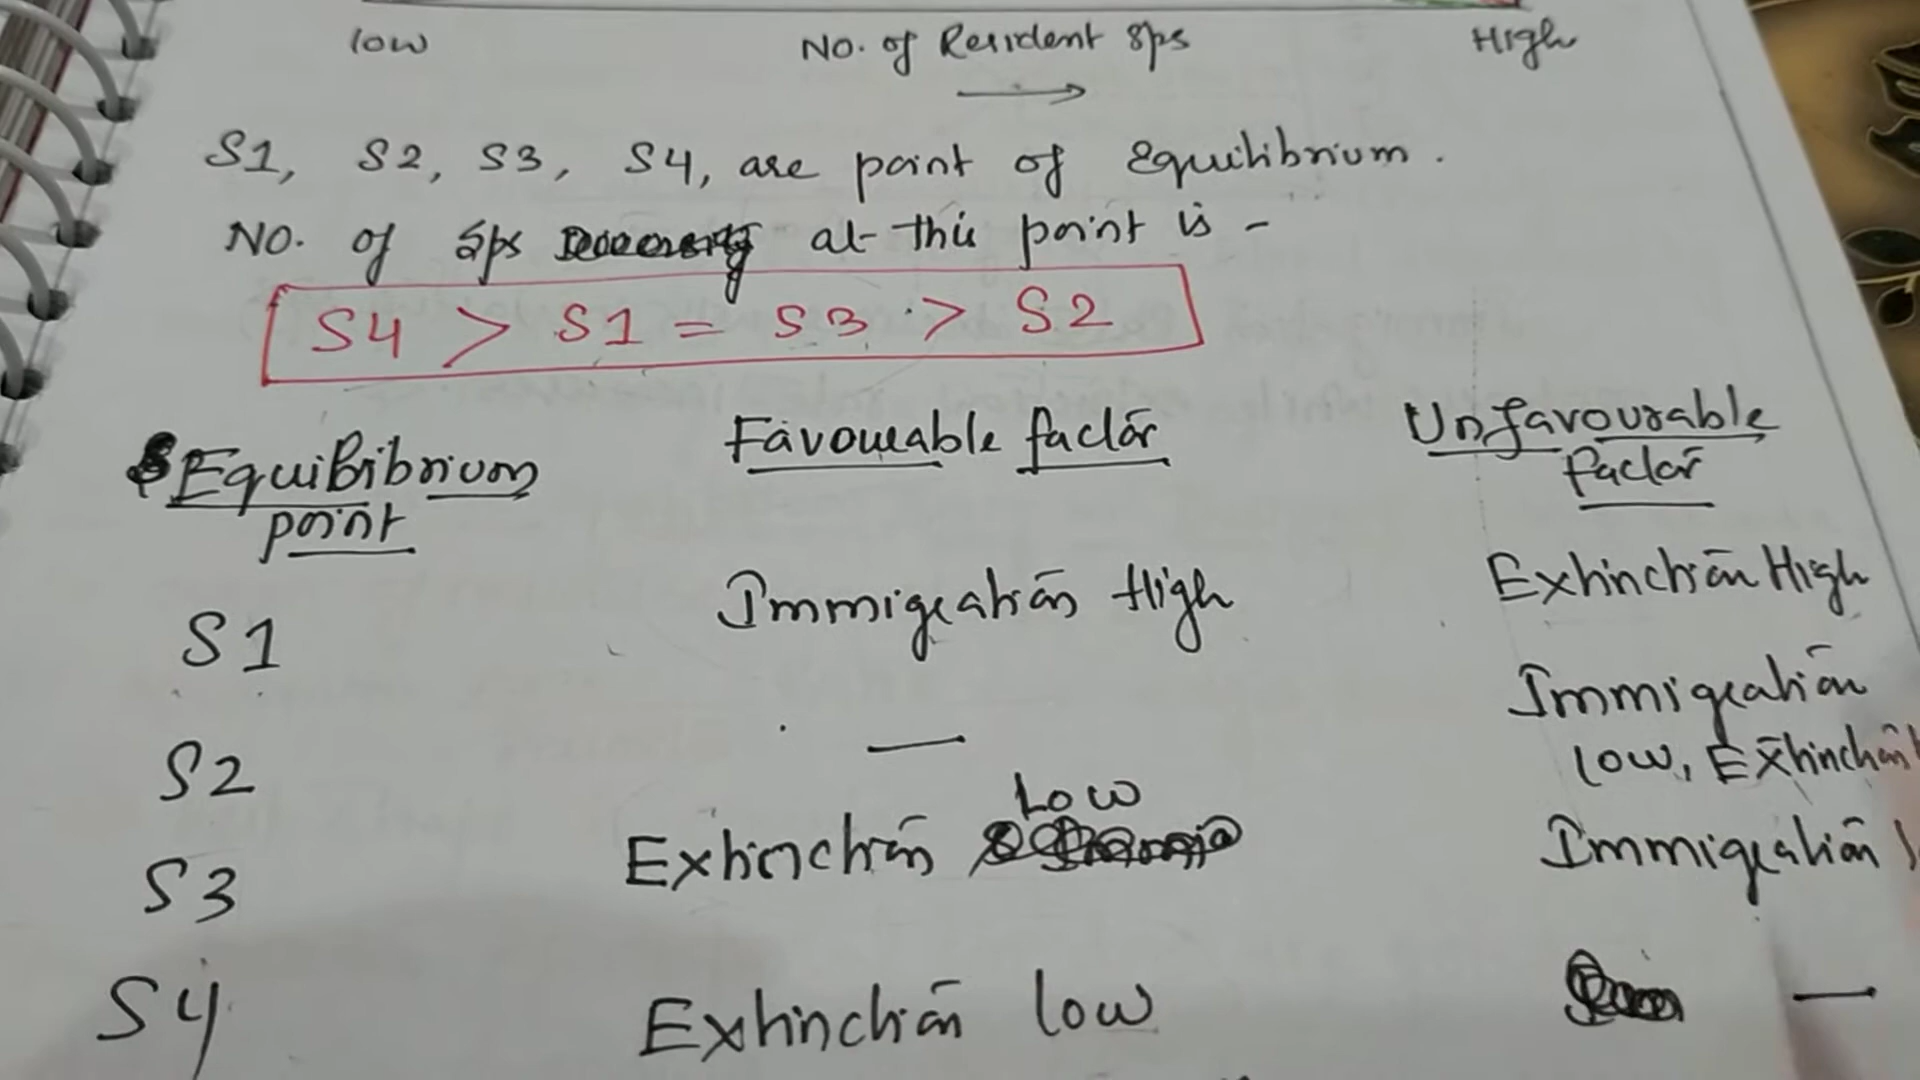 low No. of Resident Sps High
S1, S2, S3, S4, are point of Equilibrium.
No. of Sps at this point is -
S4 > S1 = S3 > S2
Equilibrium point Favourable factor Unfavourable factor
S1 Immigration High Extinction High
S2 — Immigration low, Extinction
S3 Extinction Low Immigration
S4 Extinction low —